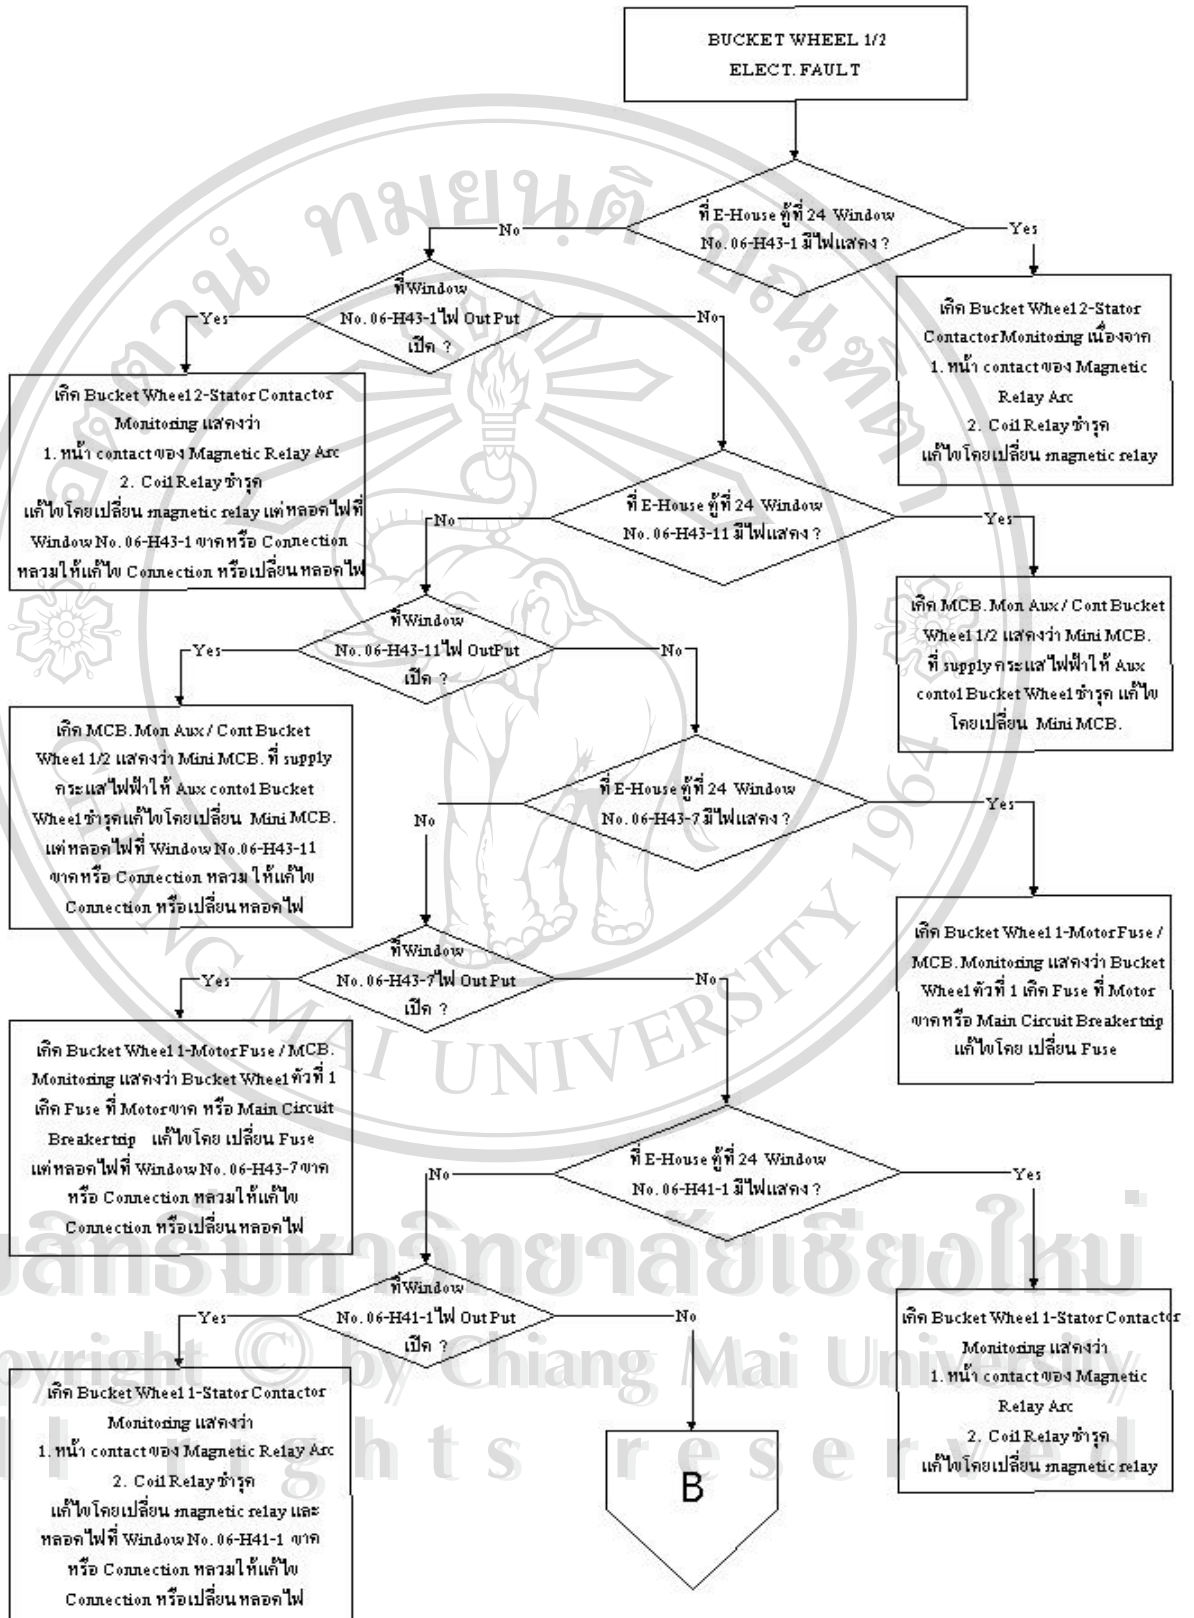 BUCKET WHEEL 1/2
ELECT. FAULT
ที่ E-House ตู้ที่ 24 Window
No. 06-H43-1 มีไฟแสดง ?
No
Yes
ที่Window
No. 06-H43-1ไฟ Out Put
เปิด ?
Yes
No
เกิด Bucket Wheel 2-Stator
Contactor Monitoring เนื่องจาก
1. หน้า contact ของ Magnetic
Relay Arc
2. Coil Relay ชำรุด
แก้ไขโดยเปลี่ยน magnetic relay
เกิด Bucket Wheel 2-Stator Contactor
Monitoring แสดงว่า
1. หน้า contact ของ Magnetic Relay Arc
2. Coil Relay ชำรุด
แก้ไขโดยเปลี่ยน magnetic relay แต่หลอดไฟที่
Window No. 06-H43-1 ขาดหรือ Connection
หลวมให้แก้ไข Connection หรือเปลี่ยนหลอดไฟ
ที่ E-House ตู้ที่ 24 Window
No. 06-H43-11 มีไฟแสดง ?
No
Yes
ที่Window
No. 06-H43-11ไฟ OutPut
เปิด ?
Yes
No
เกิด MCB. Mon Aux / Cont Bucket
Wheel 1/2 แสดงว่า Mini MCB.
ที่ supply กระแสไฟฟ้าให้ Aux
contol Bucket Wheel ชำรุด แก้ไข
โดยเปลี่ยน Mini MCB.
เกิด MCB. Mon Aux / Cont Bucket
Wheel 1/2 แสดงว่า Mini MCB. ที่ supply
กระแสไฟฟ้าให้ Aux contol Bucket
Wheel ชำรุดแก้ไขโดยเปลี่ยน Mini MCB.
แต่หลอดไฟที่ Window No.06-H43-11
ขาดหรือ Connection หลวม ให้แก้ไข
Connection หรือเปลี่ยนหลอดไฟ
ที่ E-House ตู้ที่ 24 Window
No. 06-H43-7 มีไฟแสดง ?
No
Yes
ที่Window
No. 06-H43-7ไฟ Out Put
เปิด ?
Yes
No
เกิด Bucket Wheel 1-Motor Fuse /
MCB. Monitoring แสดงว่า Bucket
Wheel ตัวที่ 1 เกิด Fuse ที่ Motor
ขาดหรือ Main Circuit Breaker trip
แก้ไขโดย เปลี่ยน Fuse
เกิด Bucket Wheel 1-Motor Fuse / MCB.
Monitoring แสดงว่า Bucket Wheel ตัวที่ 1
เกิด Fuse ที่ Motor ขาด หรือ Main Circuit
Breaker trip แก้ไขโดย เปลี่ยน Fuse
แต่หลอดไฟที่ Window No. 06-H43-7 ขาด
หรือ Connection หลวมให้แก้ไข
Connection หรือเปลี่ยนหลอดไฟ
ที่ E-House ตู้ที่ 24 Window
No. 06-H41-1 มีไฟแสดง ?
No
Yes
ที่Window
No. 06-H41-1ไฟ Out Put
เปิด ?
Yes
No
เกิด Bucket Wheel 1-Stator Contactor
Monitoring แสดงว่า
1. หน้า contact ของ Magnetic
Relay Arc
2. Coil Relay ชำรุด
แก้ไขโดยเปลี่ยน magnetic relay
เกิด Bucket Wheel 1-Stator Contactor
Monitoring แสดงว่า
1. หน้า contact ของ Magnetic Relay Arc
2. Coil Relay ชำรุด
แก้ไขโดยเปลี่ยน magnetic relay และ
หลอดไฟที่ Window No. 06-H41-1 ขาด
หรือ Connection หลวมให้แก้ไข
Connection หรือเปลี่ยนหลอดไฟ
B
CHIANG MAI UNIVERSITY 1964
มหาวิทยาลัยเชียงใหม่
© by Chiang Mai University
rights reserved